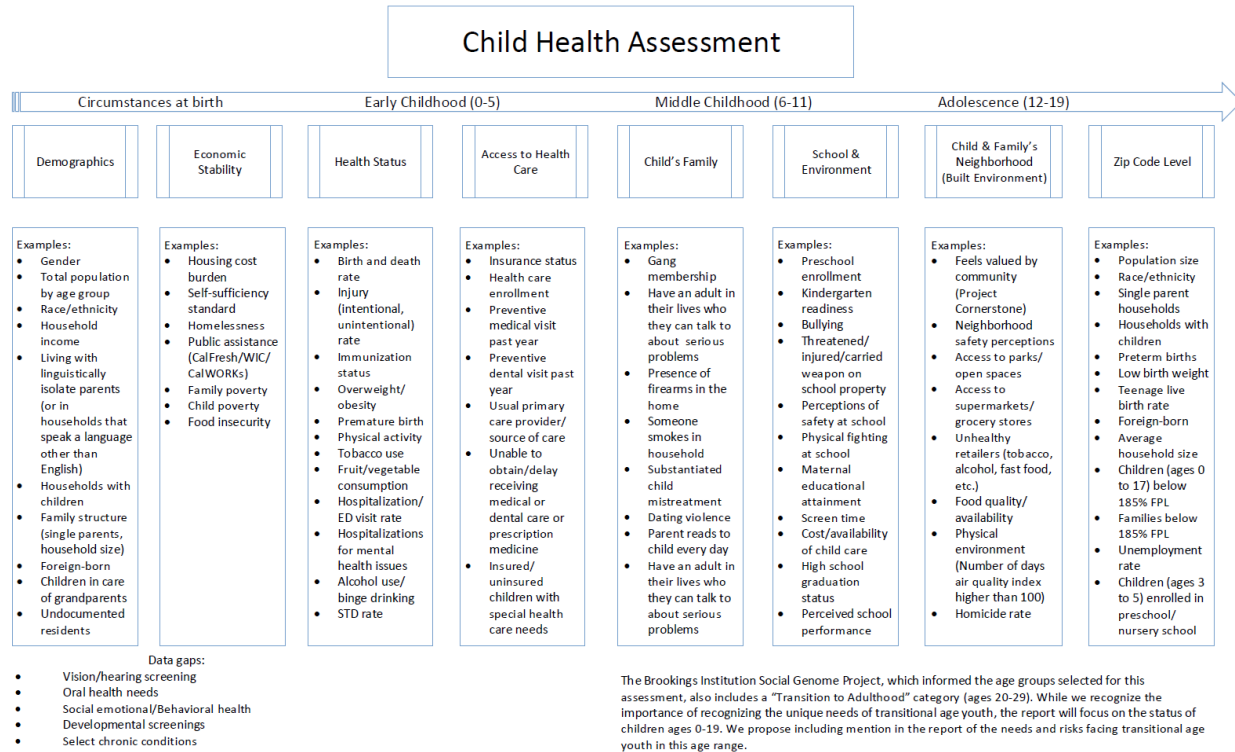 Child Health Assessment
Circumstances at birth
Early Childhood (0-5)
Middle Childhood (6-11)
Adolescence (12-19)
Demographics
Economic
Stability
Health Status
Access to Health
Care
Child's Family
School &
Environment
Child & Family's
Neighborhood
(Built Environment)
Zip Code Level
Examples:
• Gender
• Total population
by age group
• Race/ethnicity
• Household
income
• Living with
linguistically
isolate parents
(or in
households that
speak a language
other than
English)
• Households with
children
• Family structure
(single parents,
household size)
• Foreign-born
• Children in care
of grandparents
• Undocumented
residents
Examples:
• Housing cost
burden
• Self-sufficiency
standard
• Homelessness
• Public assistance
(CalFresh/WIC/
CalWORKs)
• Family poverty
• Child poverty
• Food insecurity
Examples:
• Birth and death
rate
• Injury
(intentional,
unintentional)
rate
• Immunization
status
• Overweight/
obesity
• Premature birth
• Physical activity
• Tobacco use
• Fruit/vegetable
consumption
• Hospitalization/
ED visit rate
• Hospitalizations
for mental
health issues
• Alcohol use/
binge drinking
• STD rate
Examples:
• Insurance status
• Health care
enrollment
• Preventive
medical visit
past year
• Preventive
dental visit past
year
• Usual primary
care provider/
source of care
• Unable to
obtain/delay
receiving
medical or
dental care or
prescription
medicine
• Insured/
uninsured
children with
special health
care needs
Examples:
• Gang
membership
• Have an adult in
their lives who
they can talk to
about serious
problems
• Presence of
firearms in the
home
• Someone
smokes in
household
• Substantiated
child
mistreatment
• Dating violence
• Parent reads to
child every day
• Have an adult in
their lives who
they can talk to
about serious
problems
Examples:
• Preschool
enrollment
• Kindergarten
readiness
• Bullying
• Threatened/
injured/carried
weapon on
school property
• Perceptions of
safety at school
• Physical fighting
at school
• Maternal
educational
attainment
• Screen time
• Cost/availability
of child care
• High school
graduation
status
• Perceived school
performance
Examples:
• Feels valued by
community
(Project
Cornerstone)
• Neighborhood
safety perceptions
• Access to parks/
open spaces
• Access to
supermarkets/
grocery stores
• Unhealthy
retailers (tobacco,
alcohol, fast food,
etc.)
• Food quality/
availability
• Physical
environment
(Number of days
air quality index
higher than 100)
• Homicide rate
Examples:
• Population size
• Race/ethnicity
• Single parent
households
• Households with
children
• Preterm births
• Low birth weight
• Teenage live
birth rate
• Foreign-born
• Average
household size
• Children (ages 0
to 17) below
185% FPL
• Families below
185% FPL
• Unemployment
rate
• Children (ages 3
to 5) enrolled in
preschool/
nursery school
Data gaps:
• Vision/hearing screening
• Oral health needs
• Social emotional/Behavioral health
• Developmental screenings
• Select chronic conditions
The Brookings Institution Social Genome Project, which informed the age groups selected for this
assessment, also includes a "Transition to Adulthood" category (ages 20-29). While we recognize the
importance of recognizing the unique needs of transitional age youth, the report will focus on the status of
children ages 0-19. We propose including mention in the report of the needs and risks facing transitional age
youth in this age range.